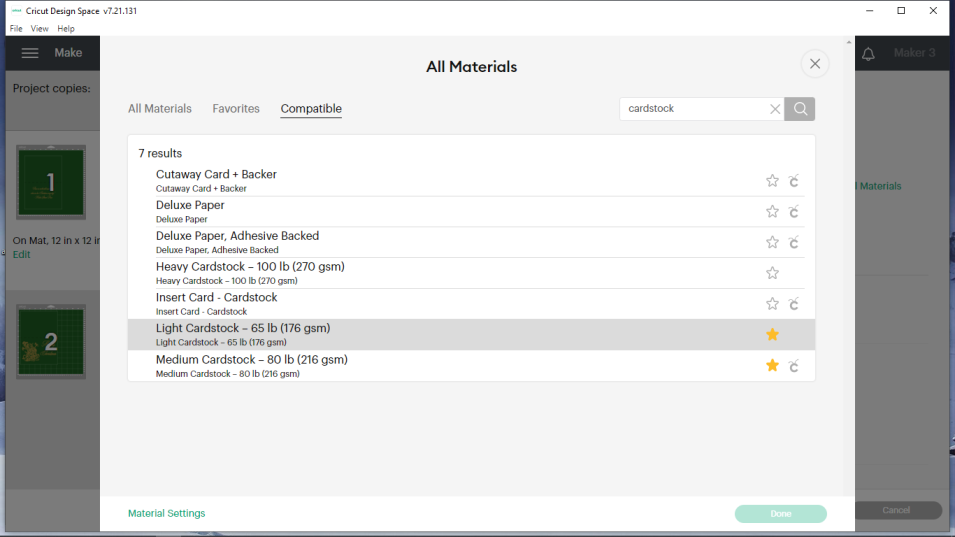 Cricut Design Space v7.21.131
File View Help
Make
Maker 3
All Materials
Project copies:
All Materials Favorites Compatible
cardstock
7 results
Cutaway Card + Backer
Cutaway Card + Backer
Deluxe Paper
Deluxe Paper
Deluxe Paper, Adhesive Backed
Deluxe Paper, Adhesive Backed
Heavy Cardstock – 100 lb (270 gsm)
Heavy Cardstock – 100 lb (270 gsm)
Insert Card - Cardstock
Insert Card - Cardstock
Light Cardstock – 65 lb (176 gsm)
Light Cardstock – 65 lb (176 gsm)
Medium Cardstock – 80 lb (216 gsm)
Medium Cardstock – 80 lb (216 gsm)
1
On Mat, 12 in x 12 in
Edit
2
l Materials
Material Settings
Done
Cancel